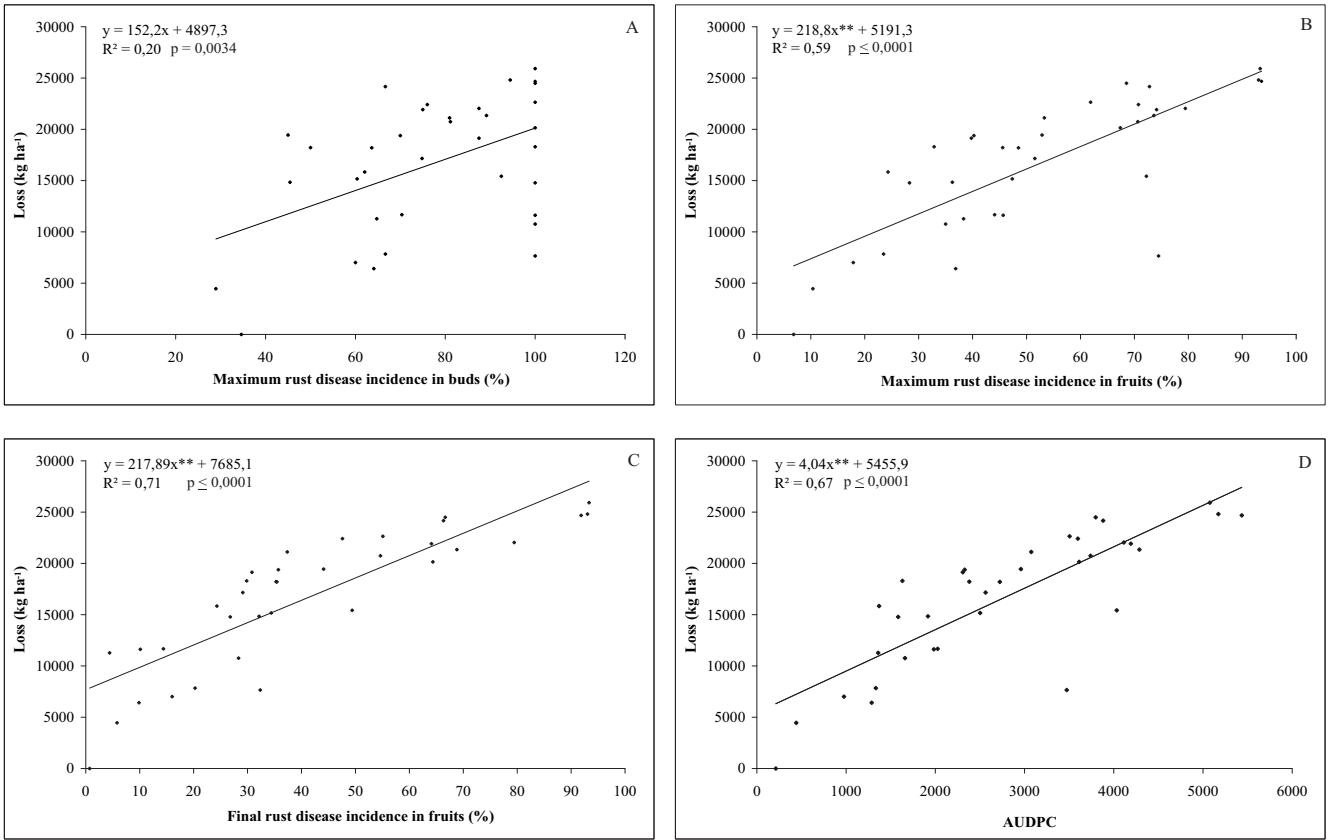 A
y = 152,2x + 4897,3
R² = 0,20 p = 0,0034
30000
25000
20000
15000
10000
5000
0
Loss (kg ha⁻¹)
0 20 40 60 80 100 120
Maximum rust disease incidence in buds (%)
B
y = 218,8x** + 5191,3
R² = 0,59 p ≤ 0,0001
30000
25000
20000
15000
10000
5000
0
Loss (kg ha⁻¹)
0 10 20 30 40 50 60 70 80 90 100
Maximum rust disease incidence in fruits (%)
C
y = 217,89x** + 7685,1
R² = 0,71 p ≤ 0,0001
30000
25000
20000
15000
10000
5000
0
Loss (kg ha⁻¹)
0 10 20 30 40 50 60 70 80 90 100
Final rust disease incidence in fruits (%)
D
y = 4,04x** + 5455,9
R² = 0,67 p ≤ 0,0001
30000
25000
20000
15000
10000
5000
0
Loss (kg ha⁻¹)
0 1000 2000 3000 4000 5000 6000
AUDPC